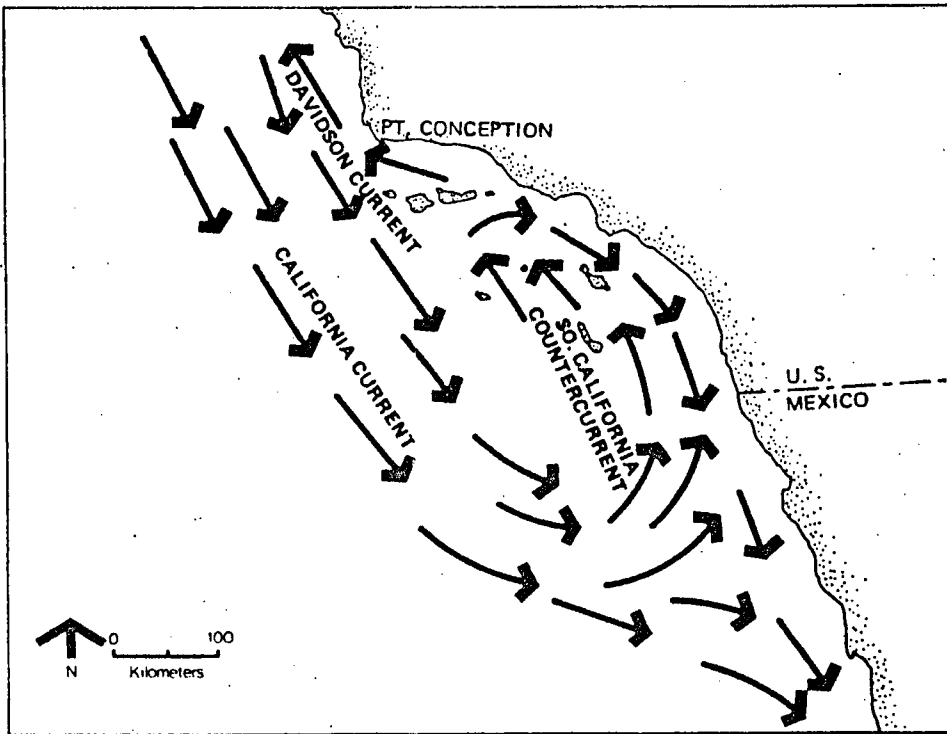 DAVIDSON CURRENT
PT. CONCEPTION
CALIFORNIA CURRENT
SO. CALIFORNIA
COUNTERCURRENT
U. S.
MEXICO
0 100
N Kilometers